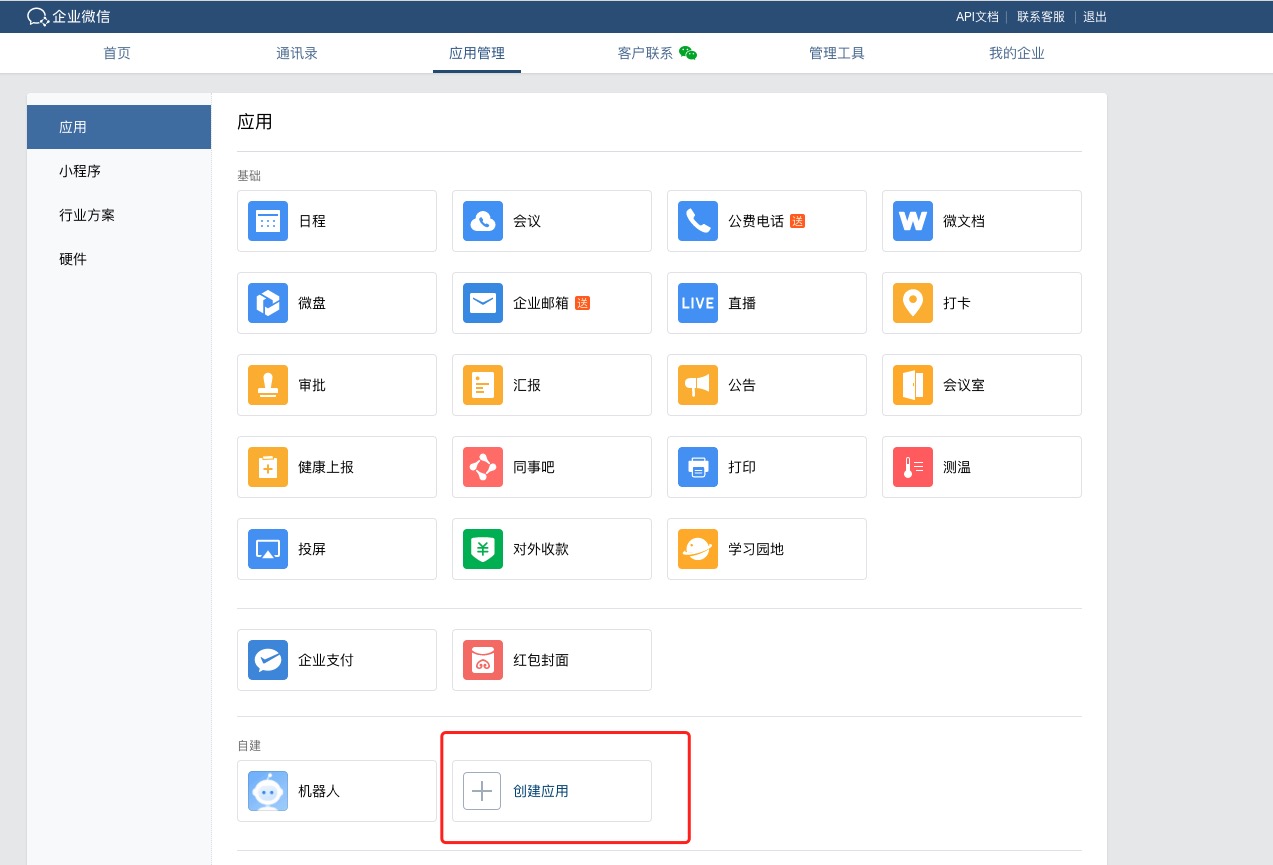 企业微信
API文档 联系客服 退出
首页 通讯录 应用管理 客户联系 管理工具 我的企业
应用
小程序
行业方案
硬件
应用
基础
日程 会议 公费电话 送 微文档
微盘 企业邮箱 送 LIVE 直播 打卡
审批 汇报 公告 会议室
健康上报 同事吧 打印 测温
投屏 对外收款 学习园地
企业支付 红包封面
自建
机器人 创建应用